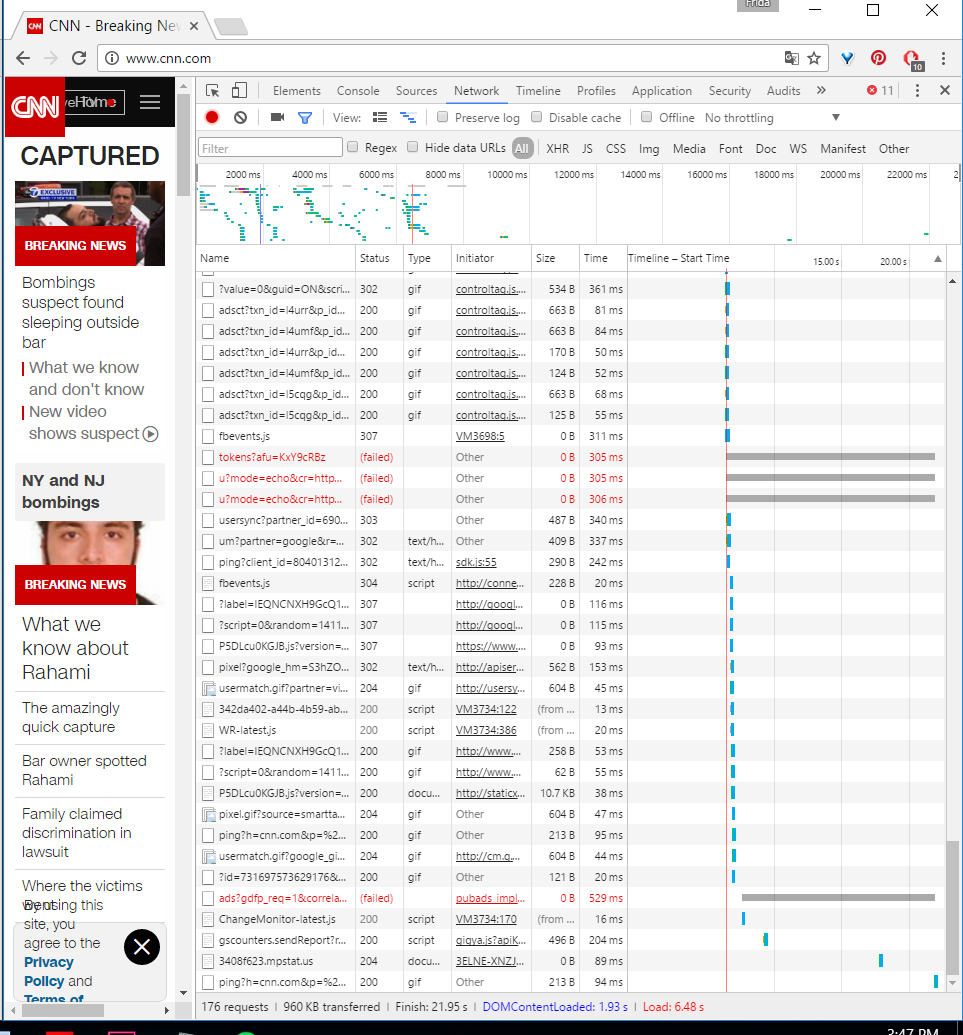 Frida
CNN - Breaking Nev
www.cnn.com
10
CNN
Home
CAPTURED
EXCLUSIVE
BREAKING NEWS
Bombings
suspect found
sleeping outside
bar
What we know
and don't know
New video
shows suspect
NY and NJ
bombings
BREAKING NEWS
What we
know about
Rahami
The amazingly
quick capture
Bar owner spotted
Rahami
Family claimed
discrimination in
lawsuit
Where the victims
By using this
site, you
agree to the
Privacy
Policy and
Terms of
Elements Console Sources Network Timeline Profiles Application Security Audits » 11
View: Preserve log Disable cache Offline No throttling
Filter Regex Hide data URLs All XHR JS CSS Img Media Font Doc WS Manifest Other
2000 ms 4000 ms 6000 ms 8000 ms 10000 ms 12000 ms 14000 ms 16000 ms 18000 ms 20000 ms 22000 ms 2
Name Status Type Initiator Size Time Timeline – Start Time 15.00 s 20.00 s
?value=0&guid=ON&scri... 302 gif controltag.js.... 534 B 361 ms
adsct?txn_id=l4urr&p_id... 200 gif controltag.js.... 663 B 81 ms
adsct?txn_id=l4umf&p_id... 200 gif controltag.js.... 663 B 84 ms
adsct?txn_id=l4urr&p_id... 200 gif controltag.js.... 170 B 50 ms
adsct?txn_id=l4umf&p_id... 200 gif controltag.js.... 124 B 52 ms
adsct?txn_id=l5cqg&p_id... 200 gif controltag.js.... 663 B 68 ms
adsct?txn_id=l5cqg&p_id... 200 gif controltag.js.... 125 B 55 ms
fbevents.js 307 VM3698:5 0 B 311 ms
tokens?afu=KxY9cRBz (failed) Other 0 B 305 ms
u?mode=echo&cr=http... (failed) Other 0 B 305 ms
u?mode=echo&cr=http... (failed) Other 0 B 306 ms
usersync?partner_id=690... 303 Other 487 B 340 ms
um?partner=google&r=... 302 text/h... Other 409 B 337 ms
ping?client_id=80401312... 302 text/h... sdk.js:55 290 B 242 ms
fbevents.js 304 script http://conne... 228 B 20 ms
?label=IEQNCNXH9GcQ1... 307 http://googl... 0 B 116 ms
?script=0&random=1411... 307 http://googl... 0 B 115 ms
P5DLcu0KGJB.js?version=... 307 https://www.... 0 B 93 ms
pixel?google_hm=S3hZO... 302 text/h... http://apiser... 562 B 153 ms
usermatch.gif?partner=vi... 204 gif http://usersy... 604 B 45 ms
342da402-a44b-4b59-ab... 200 script VM3734:122 (from ... 13 ms
WR-latest.js 200 script VM3734:386 (from ... 20 ms
?label=IEQNCNXH9GcQ1... 200 gif http://www.... 258 B 53 ms
?script=0&random=1411... 200 gif http://www.... 62 B 55 ms
P5DLcu0KGJB.js?version=... 200 docu... http://staticx... 10.7 KB 38 ms
pixel.gif?source=smartta... 204 gif Other 604 B 47 ms
ping?h=cnn.com&p=%2... 200 gif Other 213 B 95 ms
usermatch.gif?google_gi... 204 gif http://cm.g.... 604 B 44 ms
?id=731697573629176&... 200 gif Other 121 B 20 ms
ads?gdfp_req=1&correla... (failed) pubads_impl... 0 B 529 ms
ChangeMonitor-latest.js 200 script VM3734:170 (from ... 16 ms
gscounters.sendReport?r... 200 script gigya.js?apiK... 496 B 204 ms
3408f623.mpstat.us 204 docu... 3ELNE-XNZJ... 0 B 89 ms
ping?h=cnn.com&p=%2... 200 gif Other 213 B 94 ms
176 requests | 960 KB transferred | Finish: 21.95 s | DOMContentLoaded: 1.93 s | Load: 6.48 s
3:47 PM